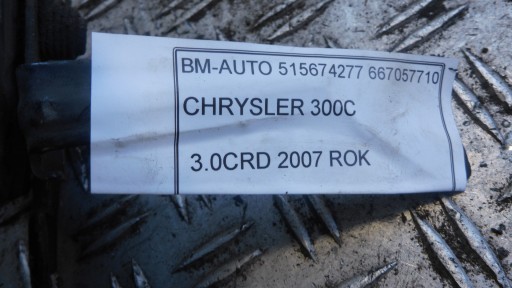 BM-AUTO 515674277 667057710
CHRYSLER 300C
3.0CRD 2007 ROK